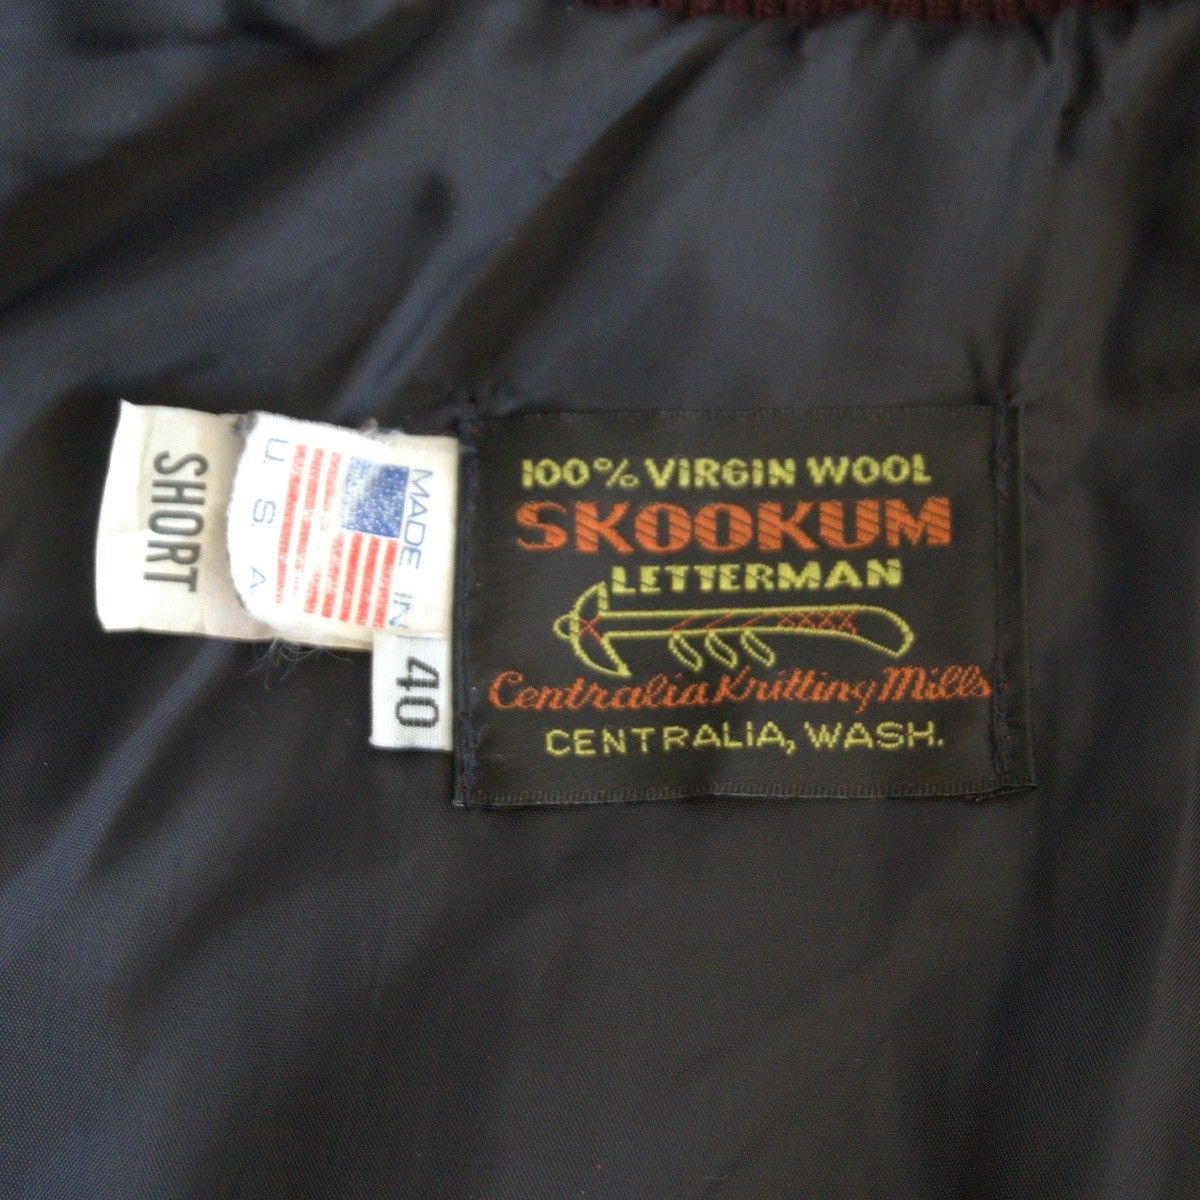 SHORT
MADE IN
U. S. A.
40
100% VIRGIN WOOL
SKOOKUM
LETTERMAN
Centralia Knitting Mills
CENTRALIA, WASH.